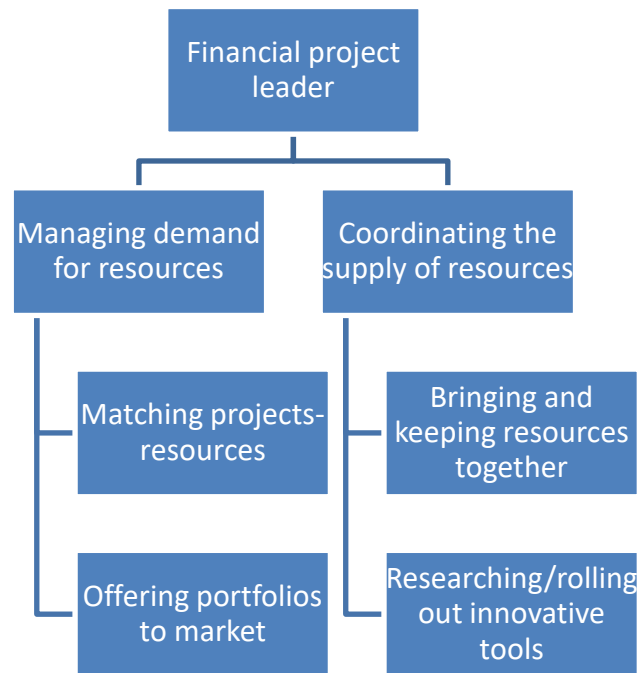 Financial project
leader
Managing demand
for resources
Coordinating the
supply of resources
Matching projects-
resources
Bringing and
keeping resources
together
Offering portfolios
to market
Researching/rolling
out innovative
tools